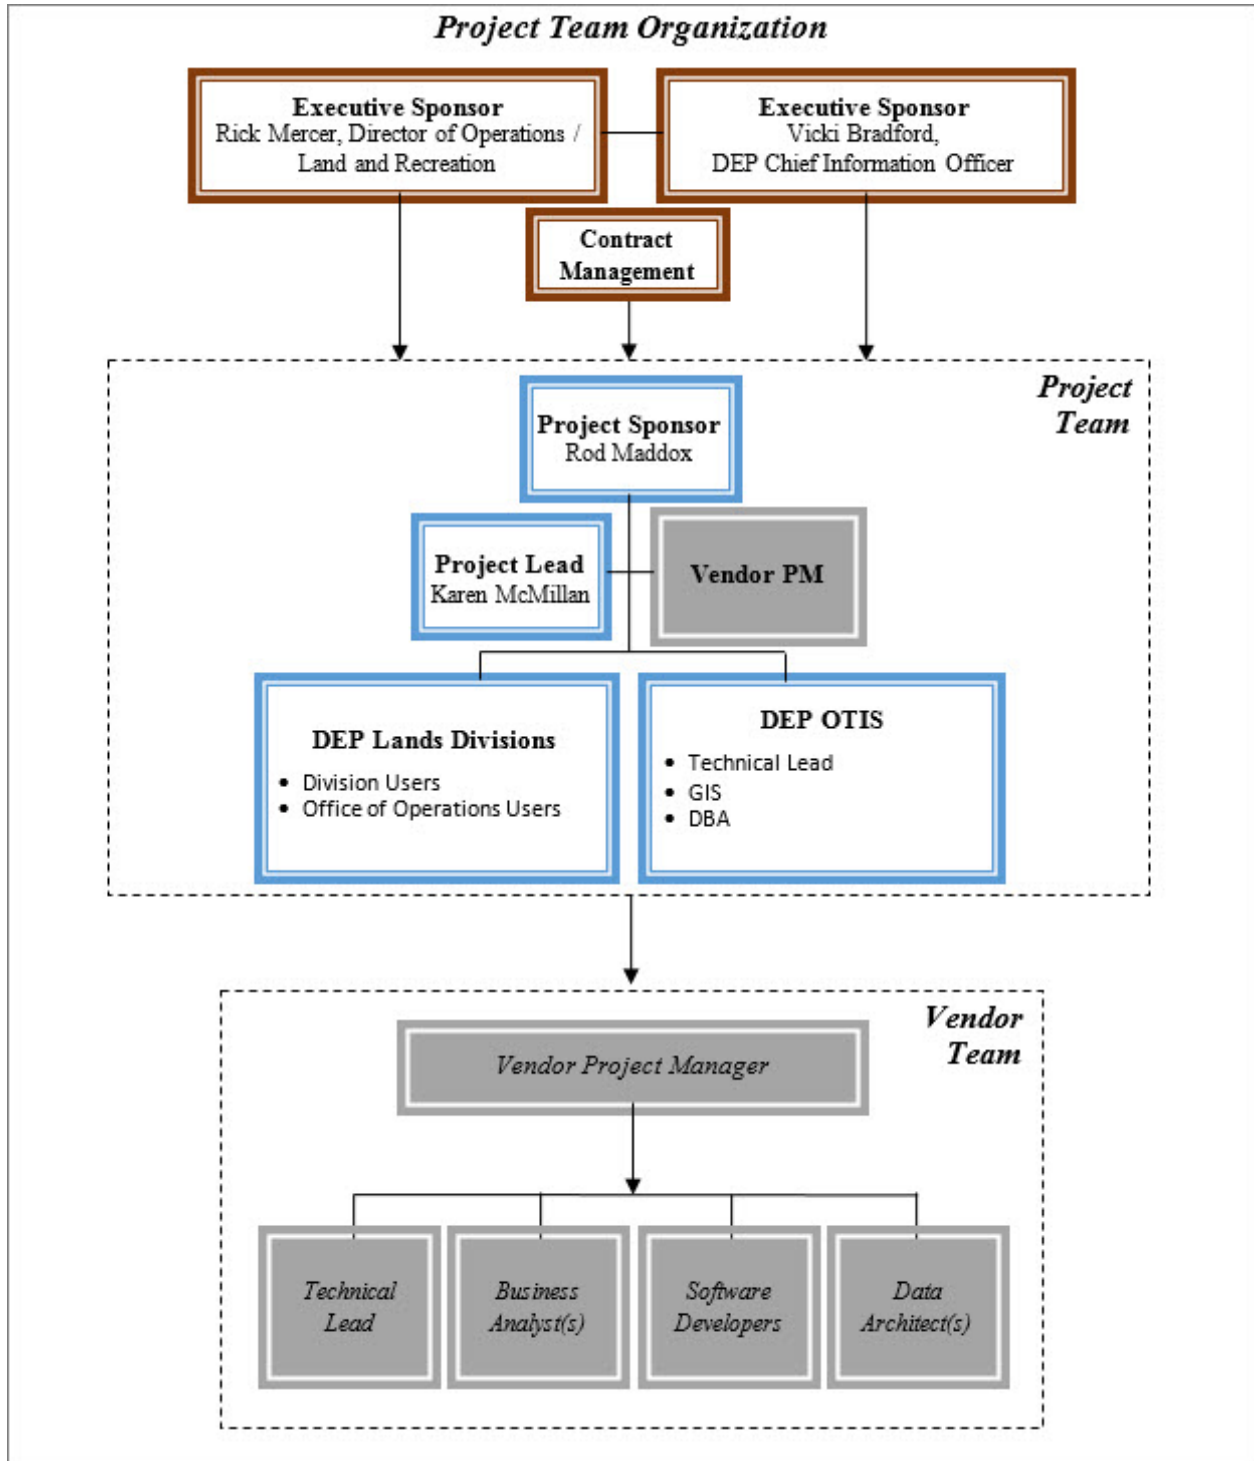 Project Team Organization
Executive Sponsor
Rick Mercer, Director of Operations /
Land and Recreation
Executive Sponsor
Vicki Bradford,
DEP Chief Information Officer
Contract
Management
Project
Team
Project Sponsor
Rod Maddox
Project Lead
Karen McMillan
Vendor PM
DEP Lands Divisions
• Division Users
• Office of Operations Users
DEP OTIS
• Technical Lead
• GIS
• DBA
Vendor
Team
Vendor Project Manager
Technical
Lead
Business
Analyst(s)
Software
Developers
Data
Architect(s)